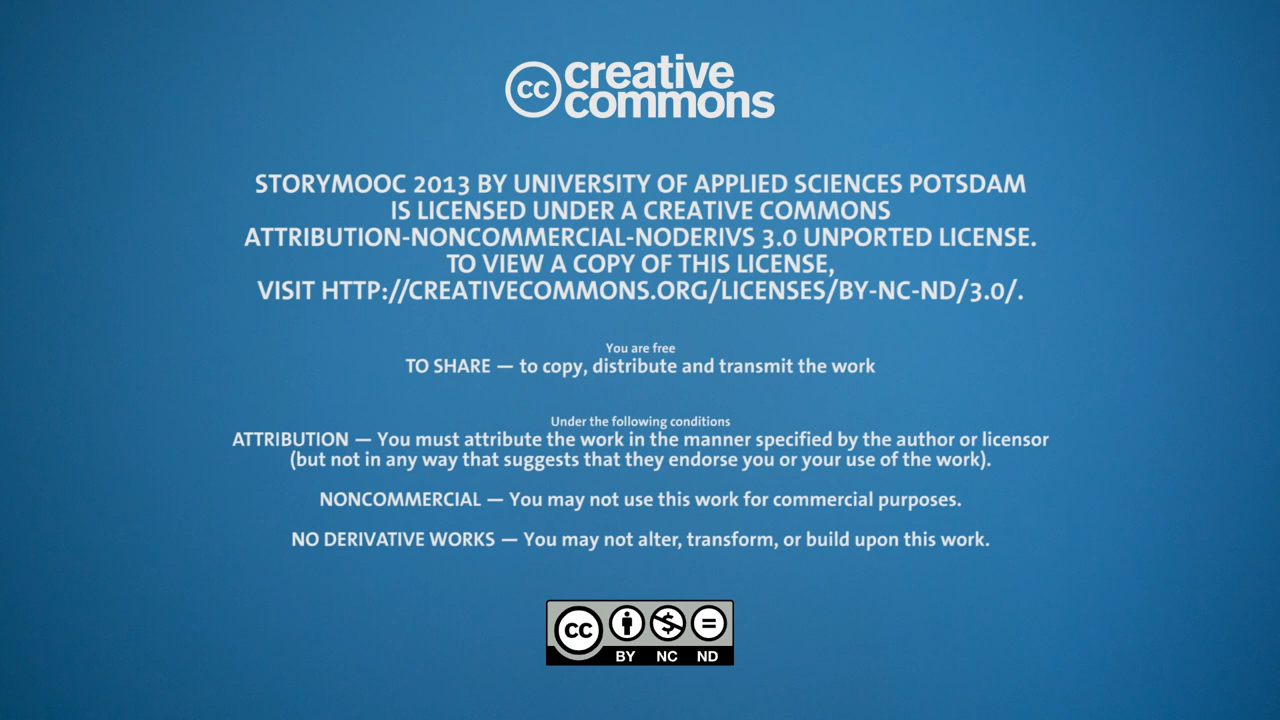 cc creative
commons
STORYMOOC 2013 BY UNIVERSITY OF APPLIED SCIENCES POTSDAM
IS LICENSED UNDER A CREATIVE COMMONS
ATTRIBUTION-NONCOMMERCIAL-NODERIVS 3.0 UNPORTED LICENSE.
TO VIEW A COPY OF THIS LICENSE,
VISIT HTTP://CREATIVECOMMONS.ORG/LICENSES/BY-NC-ND/3.0/.
You are free
TO SHARE — to copy, distribute and transmit the work
Under the following conditions
ATTRIBUTION — You must attribute the work in the manner specified by the author or licensor
(but not in any way that suggests that they endorse you or your use of the work).
NONCOMMERCIAL — You may not use this work for commercial purposes.
NO DERIVATIVE WORKS — You may not alter, transform, or build upon this work.
cc $ =
BY NC ND